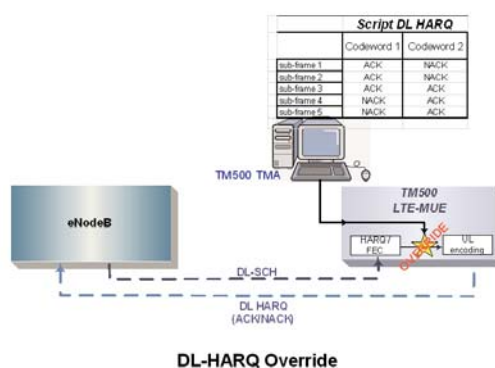 Script DL HARQ
Codeword 1 Codeword 2
sub-frame 1 ACK NACK
sub-frame 2 ACK NACK
sub-frame 3 ACK ACK
sub-frame 4 NACK ACK
sub-frame 5 NACK ACK
TM500 TMA
TM500
LTE-MUE
eNodeB
HARQ /
FEC
OVERRIDE
UL
encoding
DL-SCH
DL HARQ
(ACK/NACK)
DL-HARQ Override